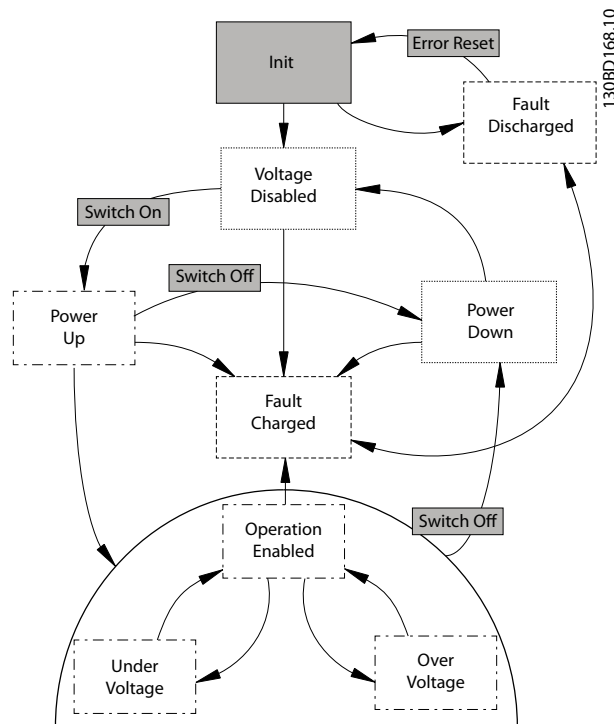 Init
Error Reset
130BD168.10
Fault
Discharged
Voltage
Disabled
Switch On
Switch Off
Power
Up
Power
Down
Fault
Charged
Operation
Enabled
Switch Off
Under
Voltage
Over
Voltage